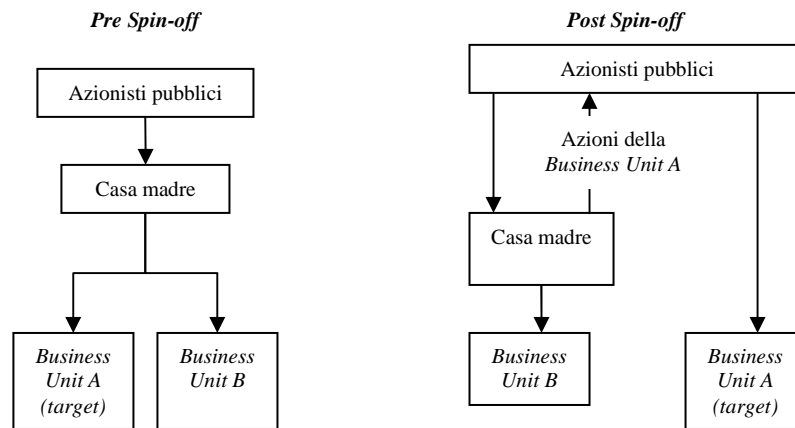 Pre Spin-off
Azionisti pubblici
Casa madre
Business
Unit A
(target)
Business
Unit B
Post Spin-off
Azionisti pubblici
Azioni della
Business Unit A
Casa madre
Business
Unit B
Business
Unit A
(target)